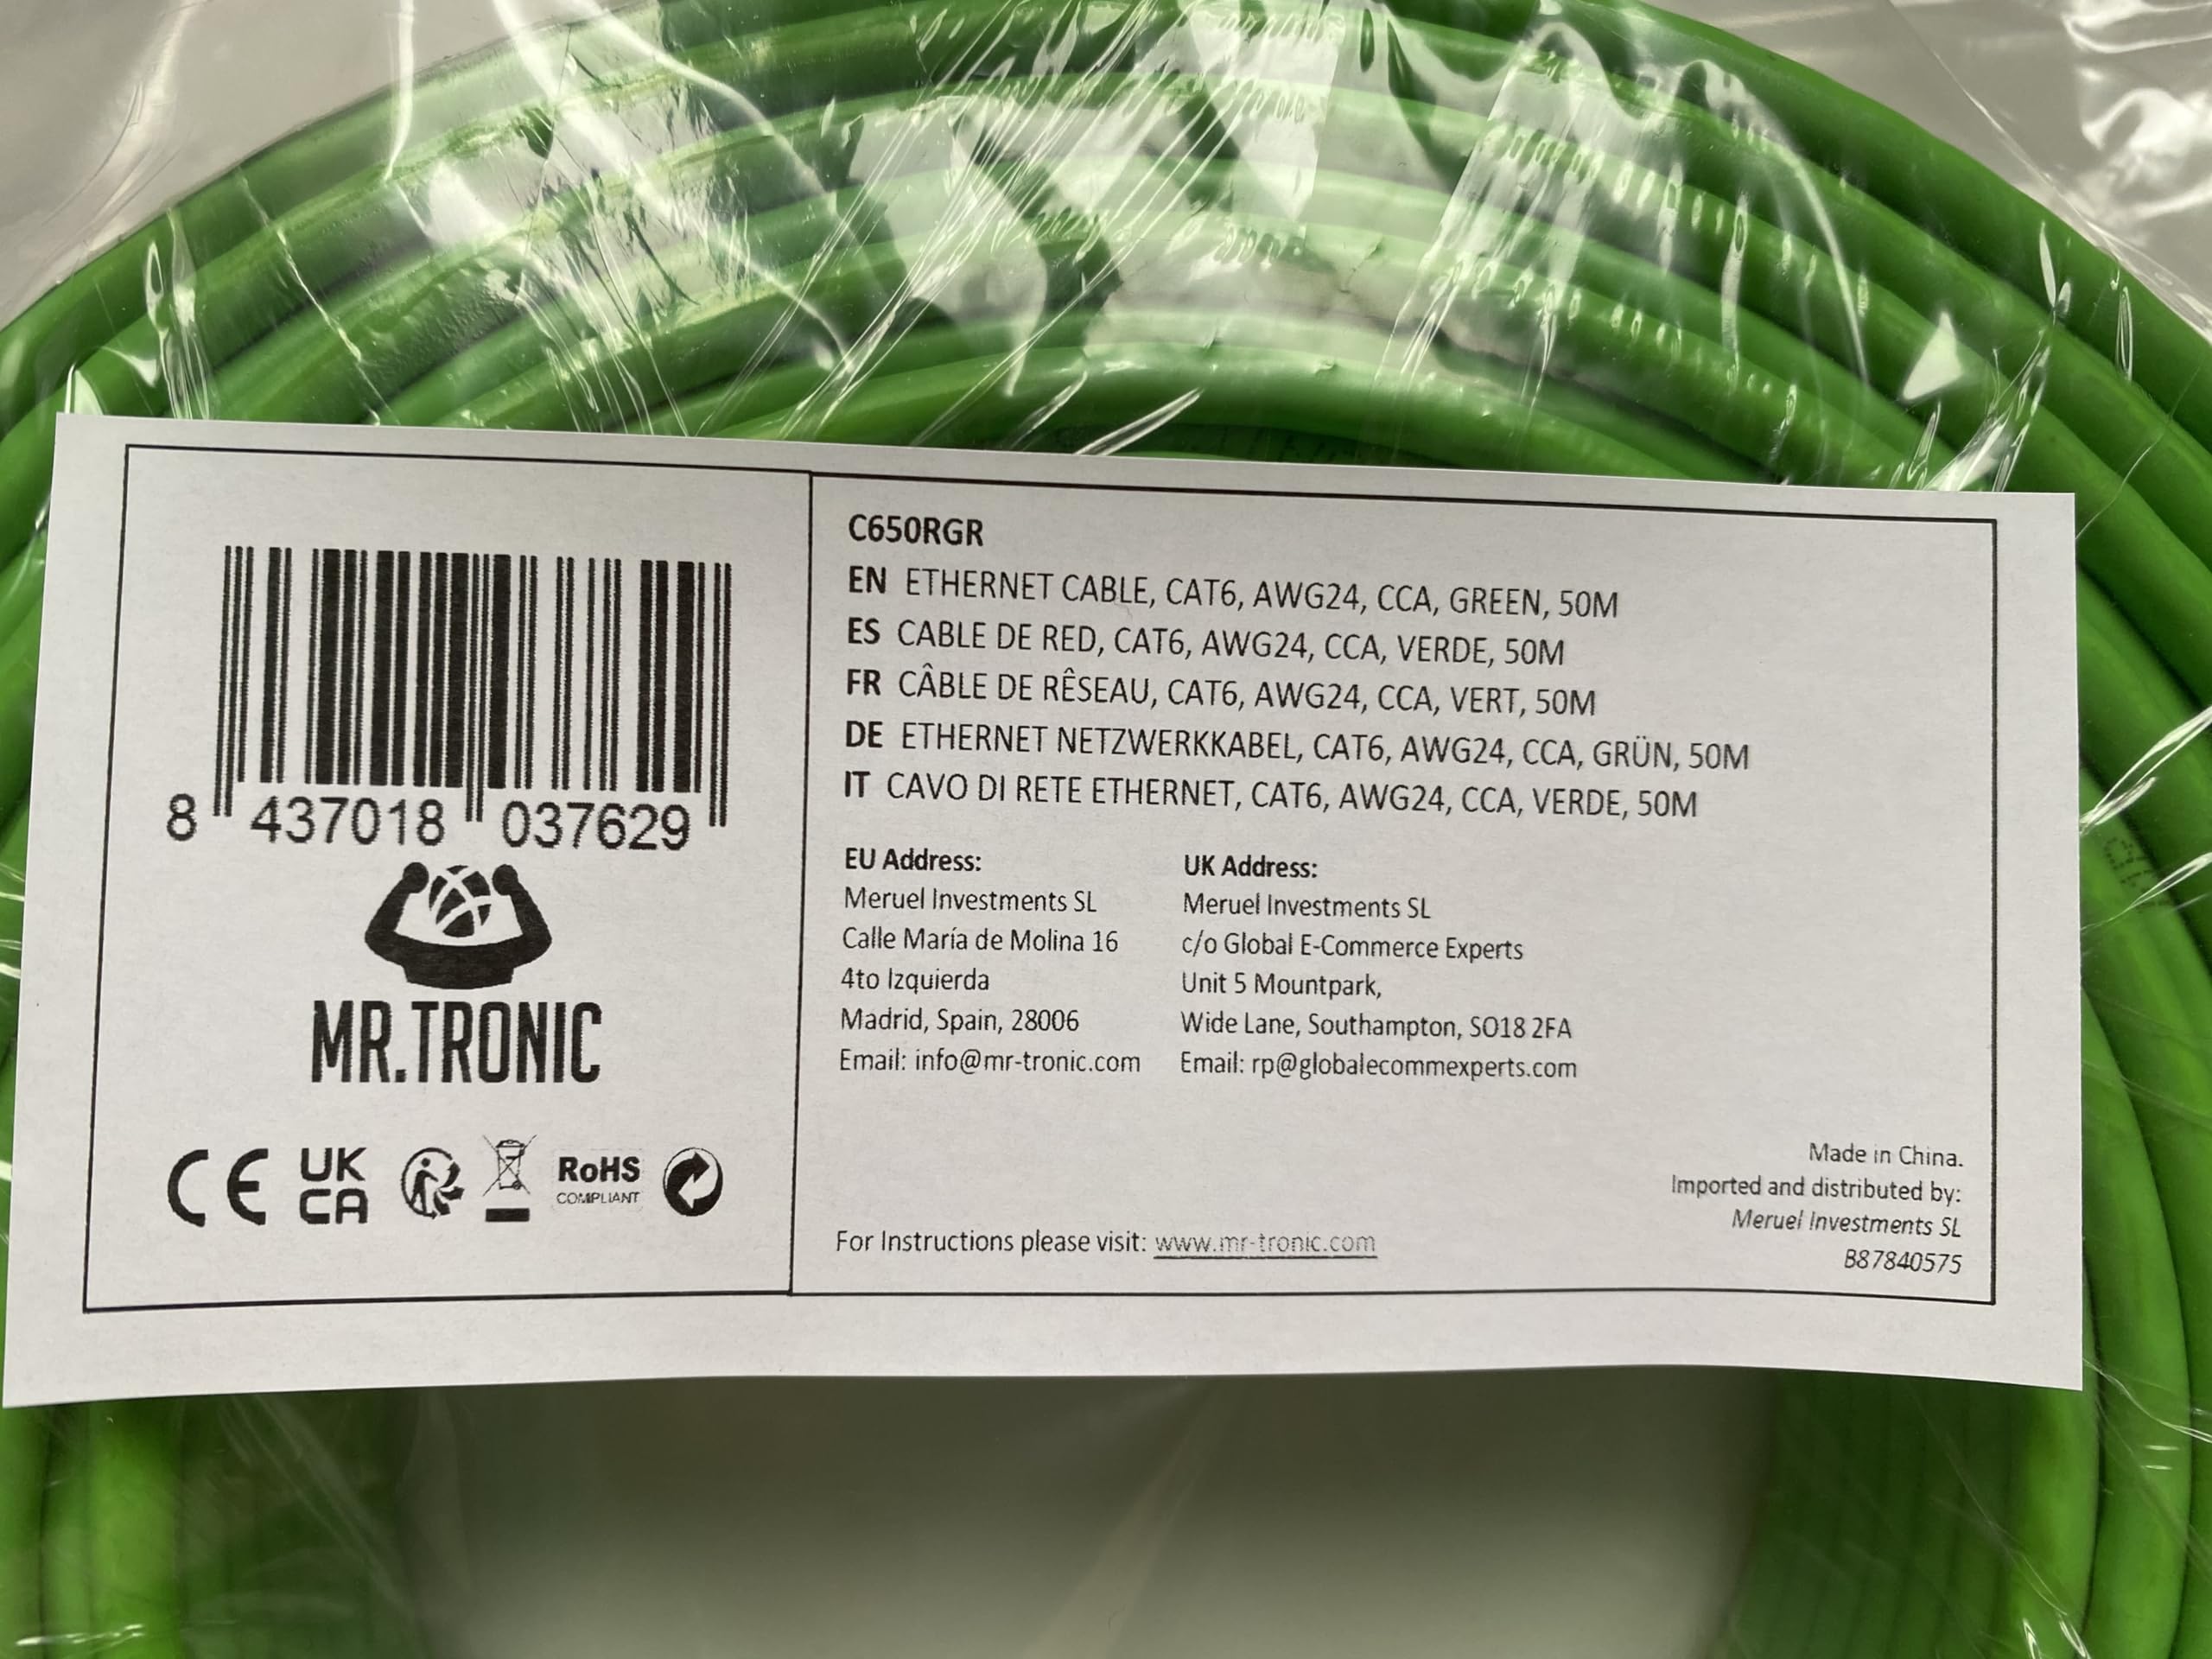 C650RGR
EN ETHERNET CABLE, CAT6, AWG24, CCA, GREEN, 50M
ES CABLE DE RED, CAT6, AWG24, CCA, VERDE, 50M
FR CÂBLE DE RÊSEAU, CAT6, AWG24, CCA, VERT, 50M
DE ETHERNET NETZWERKKABEL, CAT6, AWG24, CCA, GRÜN, 50M
IT CAVO DI RETE ETHERNET, CAT6, AWG24, CCA, VERDE, 50M
8 437018 037629
MR.TRONIC
CE
UK
CA
RoHS
COMPLIANT
EU Address:
Meruel Investments SL
Calle María de Molina 16
4to Izquierda
Madrid, Spain, 28006
Email: info@mr-tronic.com
UK Address:
Meruel Investments SL
c/o Global E-Commerce Experts
Unit 5 Mountpark,
Wide Lane, Southampton, SO18 2FA
Email: rp@globalecommexperts.com
For Instructions please visit: www.mr-tronic.com
Made in China.
Imported and distributed by:
Meruel Investments SL
B87840575